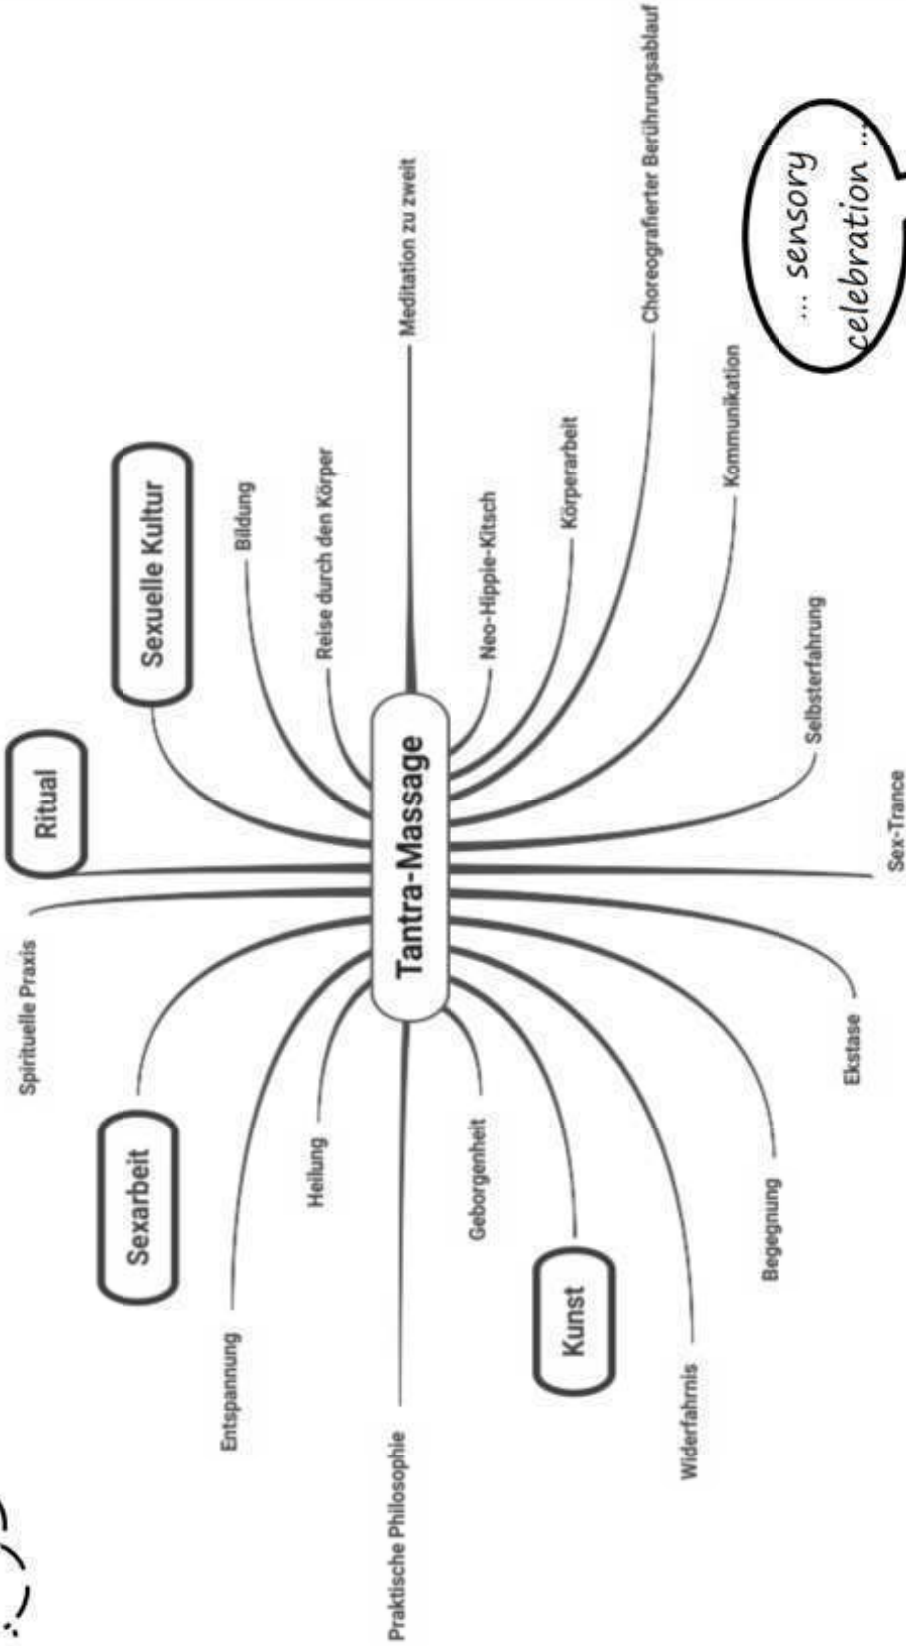 Spirituelle Praxis
Ritual
Sexarbeit
Sexuelle Kultur
Entspannung
Bildung
Heilung
Reise durch den Körper
Praktische Philosophie
Tantra-Massage
Meditation zu zweit
Geborgenheit
Neo-Hippie-Kitsch
Kunst
Körperarbeit
Widerfahrnis
Choreografierter Berührungsablauf
Begegnung
Kommunikation
Ekstase
Selbsterfahrung
Sex-Trance
... sensory
celebration ...